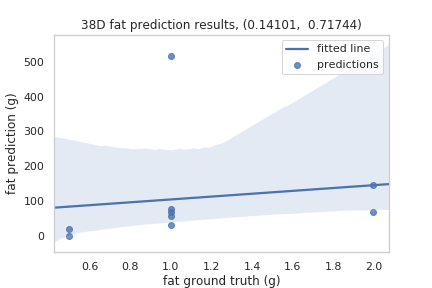 38D fat prediction results, (0.14101,  0.71744)
fitted line
predictions
fat prediction (g)
500
400
300
200
100
0
0.6 0.8 1.0 1.2 1.4 1.6 1.8 2.0
fat ground truth (g)